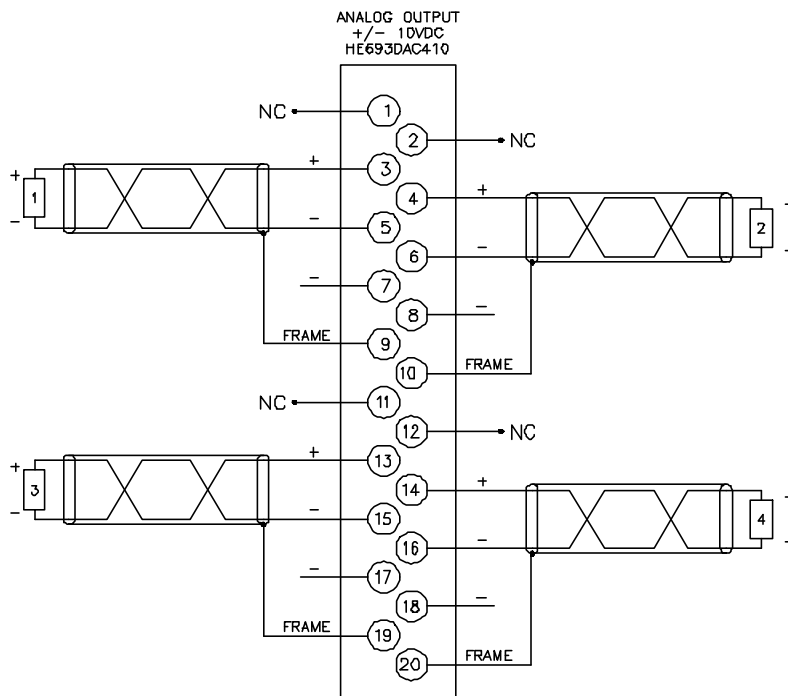 ANALOG OUTPUT
+/- 10VDC
HE693DAC410
NC 1
2 NC
+ 3
+ 1
4 +
- 5
-
2 -
6 -
-
- 7
8 -
FRAME 9
10 FRAME
NC 11
12 NC
+ 13
+ 3
14 +
- 15
-
4 -
16 -
-
- 17
18 -
FRAME 19
20 FRAME